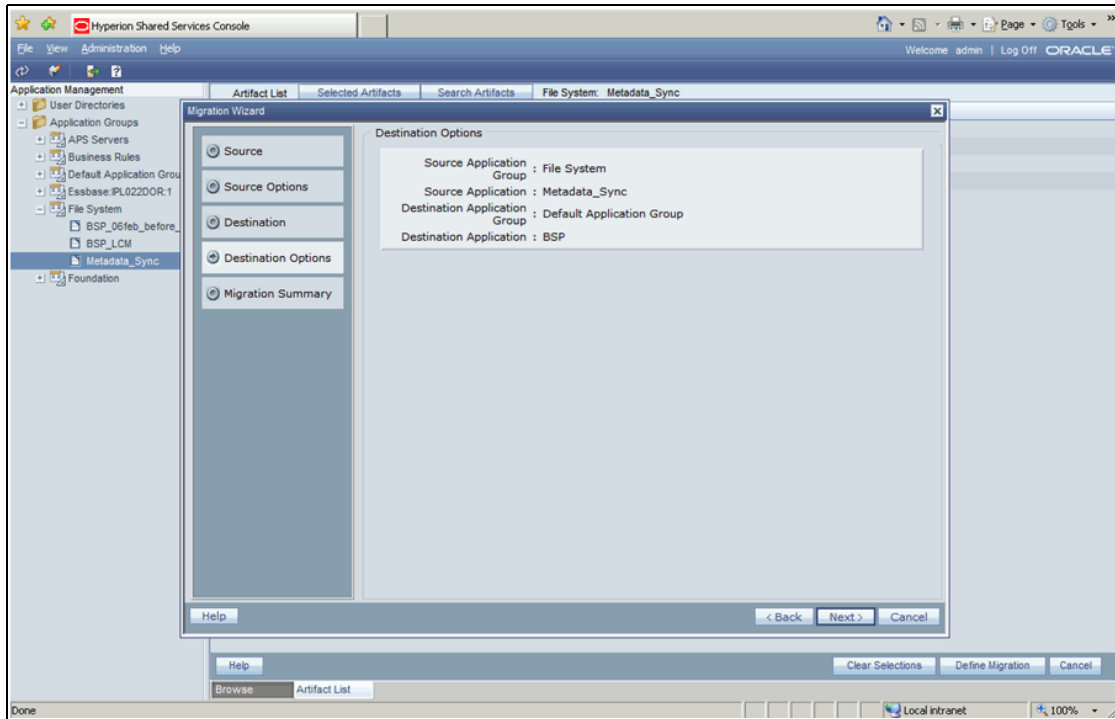 Hyperion Shared Services Console
Page
Tools
»
File View Administration Help
Welcome admin | Log Off ORACLE
Application Management
Artifact List
Selected Artifacts
Search Artifacts
File System: Metadata_Sync
User Directories
Application Groups
APS Servers
Business Rules
Default Application Grou
Essbase:IPL022DOR:1
File System
BSP_06feb_before_
BSP_LCM
Metadata_Sync
Foundation
Migration Wizard
Source
Source Options
Destination
Destination Options
Migration Summary
Destination Options
Source Application Group : File System
Source Application : Metadata_Sync
Destination Application Group : Default Application Group
Destination Application : BSP
Help
< Back
Next >
Cancel
Help
Clear Selections
Define Migration
Cancel
Browse
Artifact List
Done
Local intranet
100%